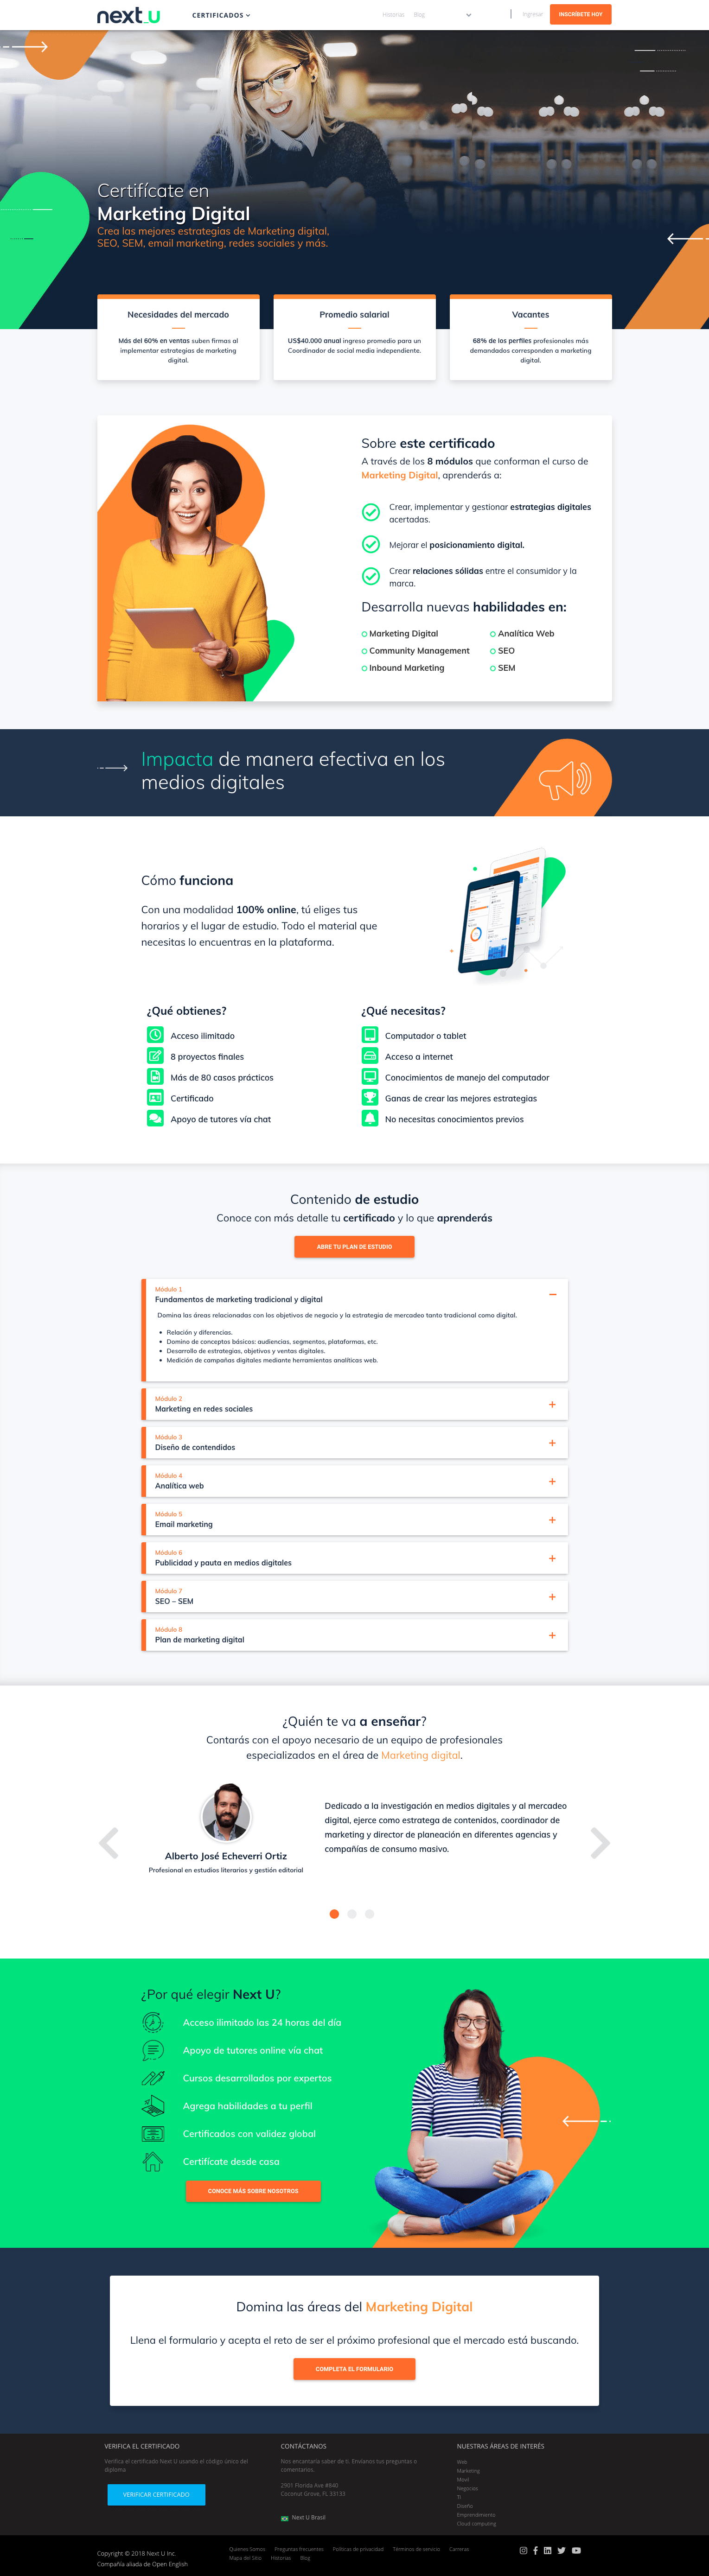 next_U
CERTIFICADOS
Historias
Blog
Ingresar
INSCRÍBETE HOY
Certifícate en
Marketing Digital
Crea las mejores estrategias de Marketing digital,
SEO, SEM, email marketing, redes sociales y más.
Necesidades del mercado
Más del 60% en ventas suben firmas al
implementar estrategias de marketing
digital.
Promedio salarial
US$40.000 anual ingreso promedio para un
Coordinador de social media independiente.
Vacantes
68% de los perfiles profesionales más
demandados corresponden a marketing
digital.
Sobre este certificado
A través de los 8 módulos que conforman el curso de
Marketing Digital, aprenderás a:
Crear, implementar y gestionar estrategias digitales
acertadas.
Mejorar el posicionamiento digital.
Crear relaciones sólidas entre el consumidor y la
marca.
Desarrolla nuevas habilidades en:
Marketing Digital
Community Management
Inbound Marketing
Analítica Web
SEO
SEM
Impacta de manera efectiva en los
medios digitales
Cómo funciona
Con una modalidad 100% online, tú eliges tus
horarios y el lugar de estudio. Todo el material que
necesitas lo encuentras en la plataforma.
¿Qué obtienes?
Acceso ilimitado
8 proyectos finales
Más de 80 casos prácticos
Certificado
Apoyo de tutores vía chat
¿Qué necesitas?
Computador o tablet
Acceso a internet
Conocimientos de manejo del computador
Ganas de crear las mejores estrategias
No necesitas conocimientos previos
Contenido de estudio
Conoce con más detalle tu certificado y lo que aprenderás
ABRE TU PLAN DE ESTUDIO
Módulo 1
Fundamentos de marketing tradicional y digital
Domina las áreas relacionadas con los objetivos de negocio y la estrategia de mercadeo tanto tradicional como digital.
Relación y diferencias.
Domino de conceptos básicos: audiencias, segmentos, plataformas, etc.
Desarrollo de estrategias, objetivos y ventas digitales.
Medición de campañas digitales mediante herramientas analíticas web.
Módulo 2
Marketing en redes sociales
Módulo 3
Diseño de contenidos
Módulo 4
Analítica web
Módulo 5
Email marketing
Módulo 6
Publicidad y pauta en medios digitales
Módulo 7
SEO – SEM
Módulo 8
Plan de marketing digital
¿Quién te va a enseñar?
Contarás con el apoyo necesario de un equipo de profesionales
especializados en el área de Marketing digital.
Alberto José Echeverri Ortiz
Profesional en estudios literarios y gestión editorial
Dedicado a la investigación en medios digitales y al mercadeo
digital, ejerce como estratega de contenidos, coordinador de
marketing y director de planeación en diferentes agencias y
compañías de consumo masivo.
¿Por qué elegir Next U?
Acceso ilimitado las 24 horas del día
Apoyo de tutores online vía chat
Cursos desarrollados por expertos
Agrega habilidades a tu perfil
Certificados con validez global
Certifícate desde casa
CONOCE MÁS SOBRE NOSOTROS
Domina las áreas del Marketing Digital
Llena el formulario y acepta el reto de ser el próximo profesional que el mercado está buscando.
COMPLETA EL FORMULARIO
VERIFICA EL CERTIFICADO
Verifica el certificado Next U usando el código único del
diploma
VERIFICAR CERTIFICADO
CONTÁCTANOS
Nos encantaría saber de ti. Envíanos tus preguntas o
comentarios.
2901 Florida Ave #840
Coconut Grove, FL 33133
Next U Brasil
NUESTRAS ÁREAS DE INTERÉS
Web
Marketing
Móvil
Negocios
TI
Diseño
Emprendimiento
Cloud computing
Copyright © 2018 Next U Inc.
Compañía aliada de Open English
Quienes Somos
Preguntas frecuentes
Políticas de privacidad
Términos de servicio
Carreras
Mapa del Sitio
Historias
Blog